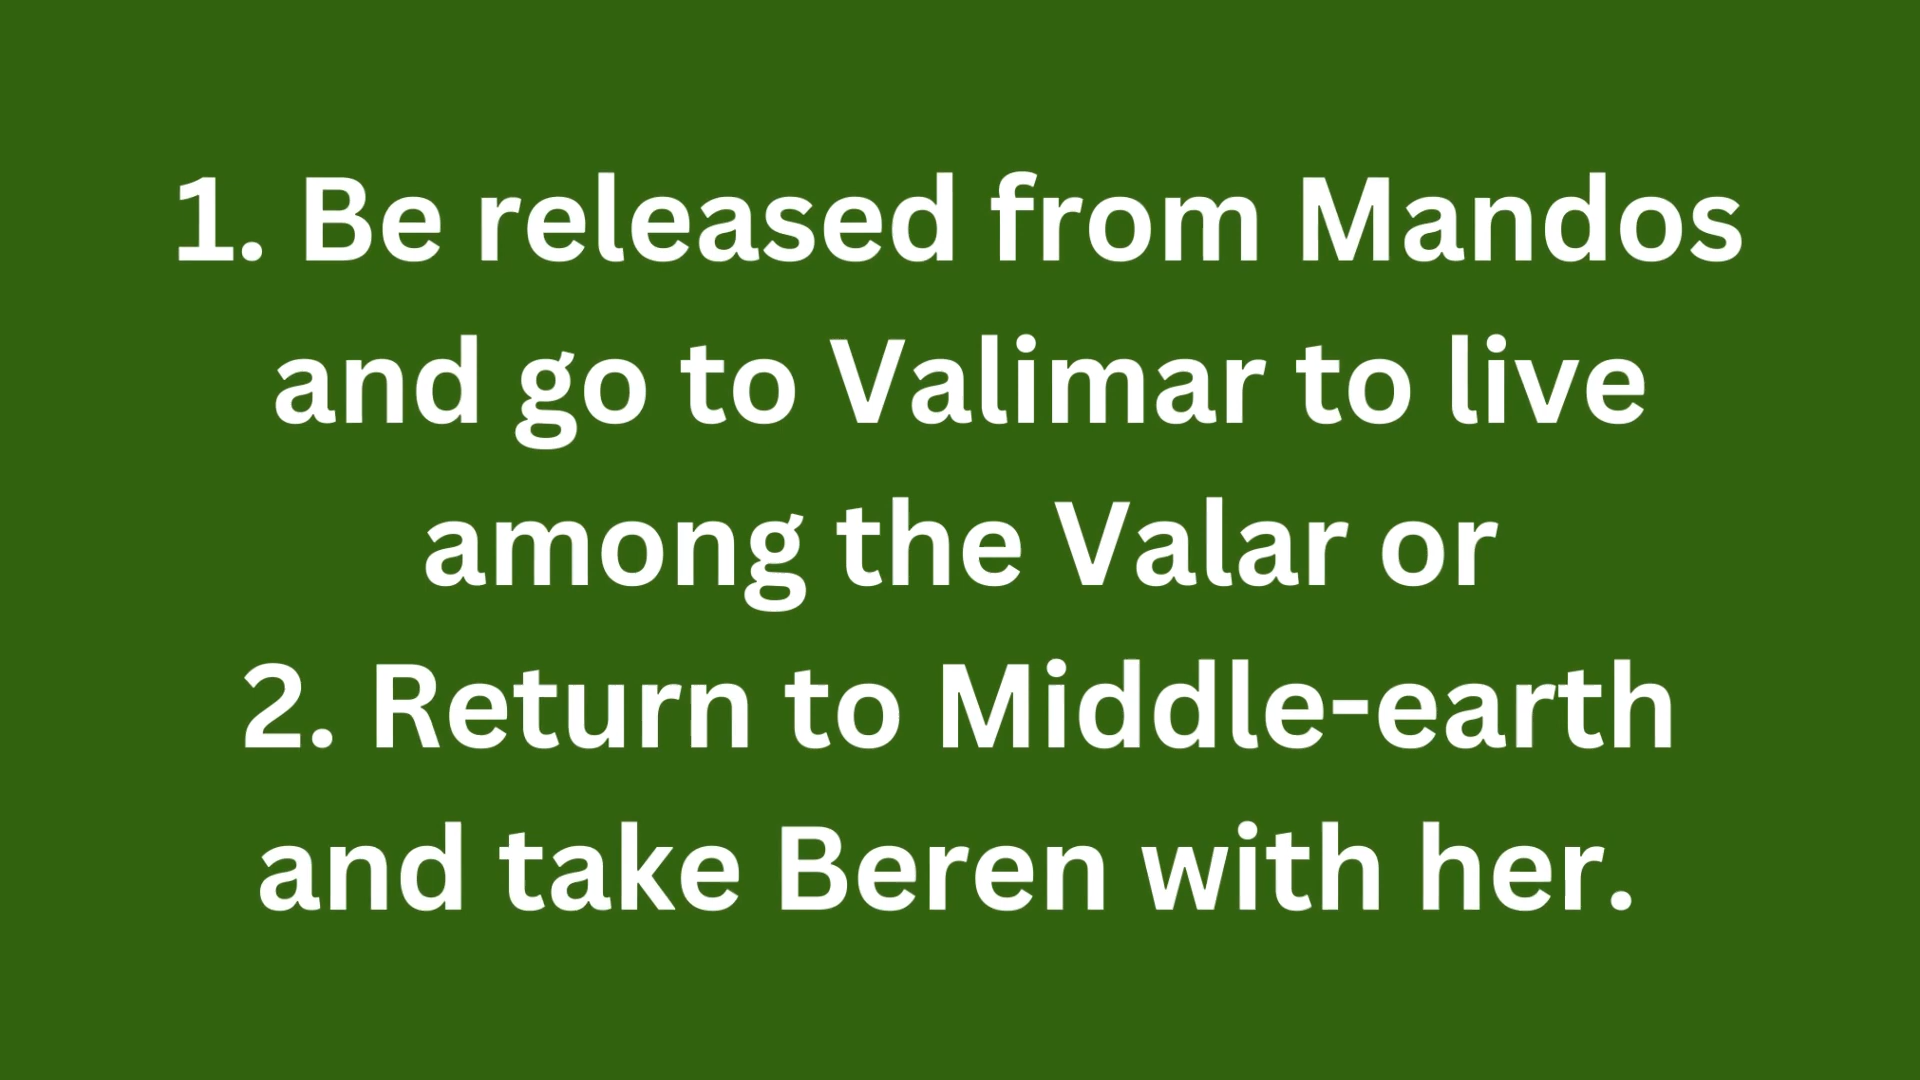 1. Be released from Mandos
and go to Valimar to live
among the Valar or
2. Return to Middle-earth
and take Beren with her.